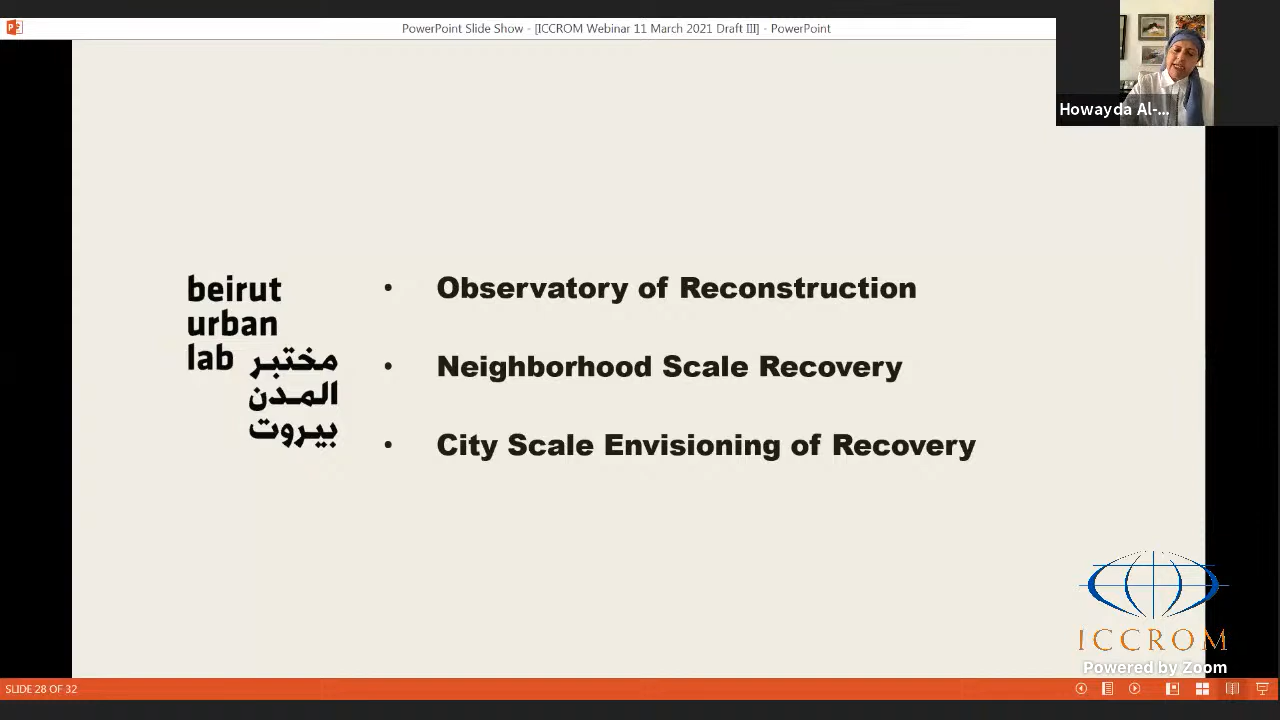 PowerPoint Slide Show - [ICCROM Webinar 11 March 2021 Draft III] - PowerPoint
Howayda Al-...
beirut
urban
lab مختبر
المدن
بيروت
• Observatory of Reconstruction
• Neighborhood Scale Recovery
• City Scale Envisioning of Recovery
ICCROM
Powered by Zoom
SLIDE 28 OF 32